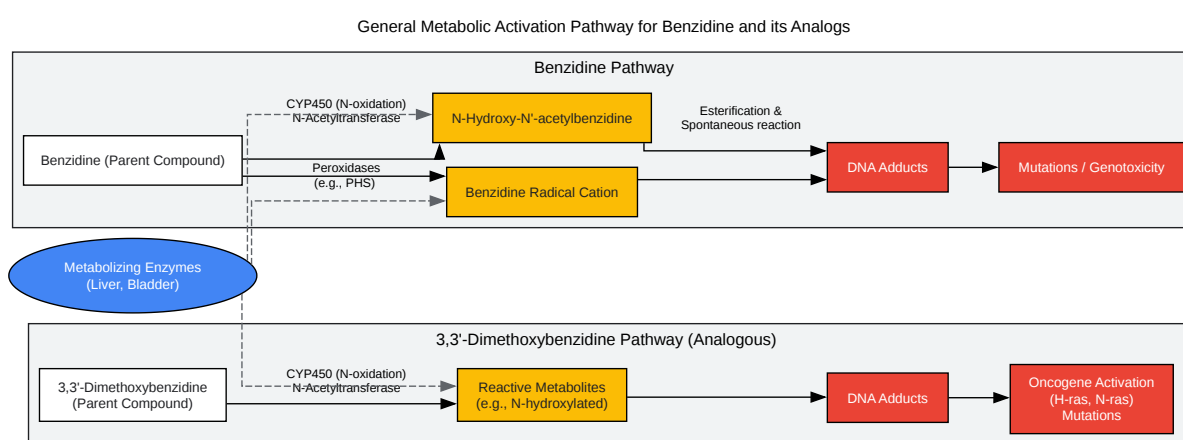 General Metabolic Activation Pathway for Benzidine and its Analogs
Benzidine Pathway
CYP450 (N-oxidation)
N-Acetyltransferase
N-Hydroxy-N'-acetylbenzidine
Esterification &
Spontaneous reaction
Benzidine (Parent Compound)
Peroxidases
(e.g., PHS)
Benzidine Radical Cation
DNA Adducts
Mutations / Genotoxicity
Metabolizing Enzymes
(Liver, Bladder)
3,3'-Dimethoxybenzidine Pathway (Analogous)
CYP450 (N-oxidation)
N-Acetyltransferase
3,3'-Dimethoxybenzidine
(Parent Compound)
Reactive Metabolites
(e.g., N-hydroxylated)
DNA Adducts
Oncogene Activation
(H-ras, N-ras)
Mutations